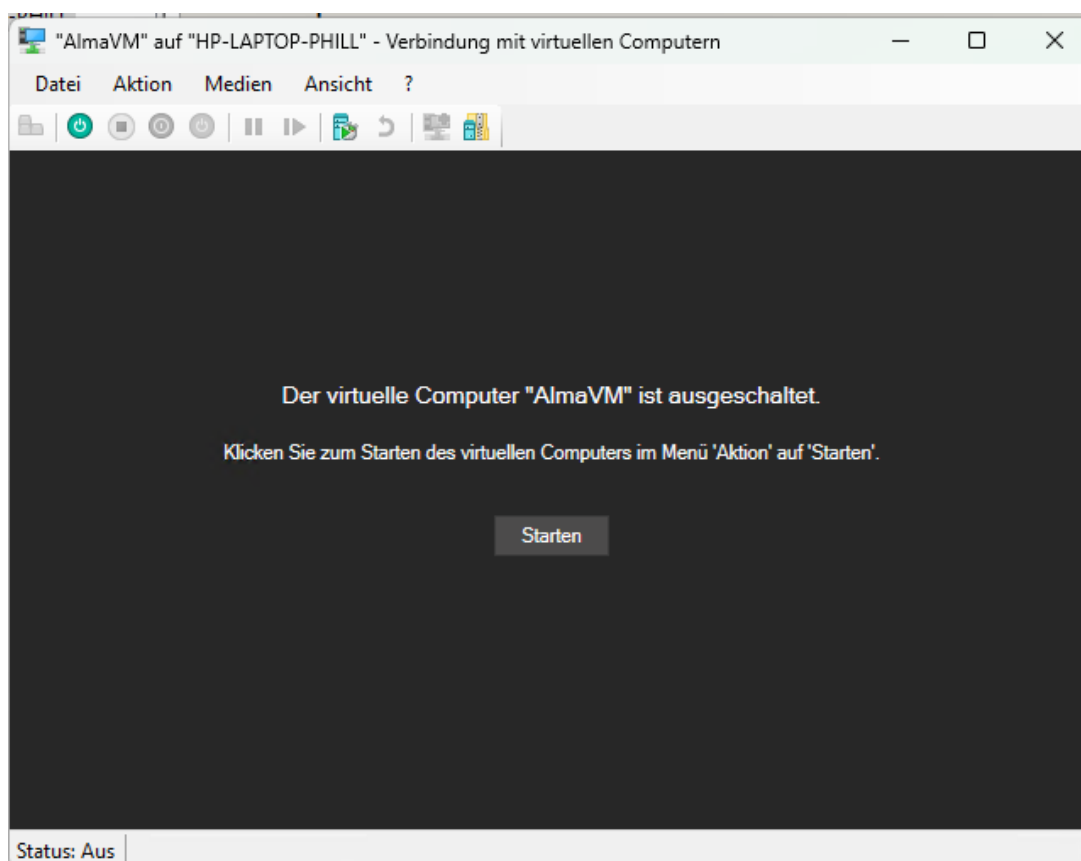 "AlmaVM" auf "HP-LAPTOP-PHILL" - Verbindung mit virtuellen Computern
Datei Aktion Medien Ansicht ?
Der virtuelle Computer "AlmaVM" ist ausgeschaltet.
Klicken Sie zum Starten des virtuellen Computers im Menü 'Aktion' auf 'Starten'.
Starten
Status: Aus